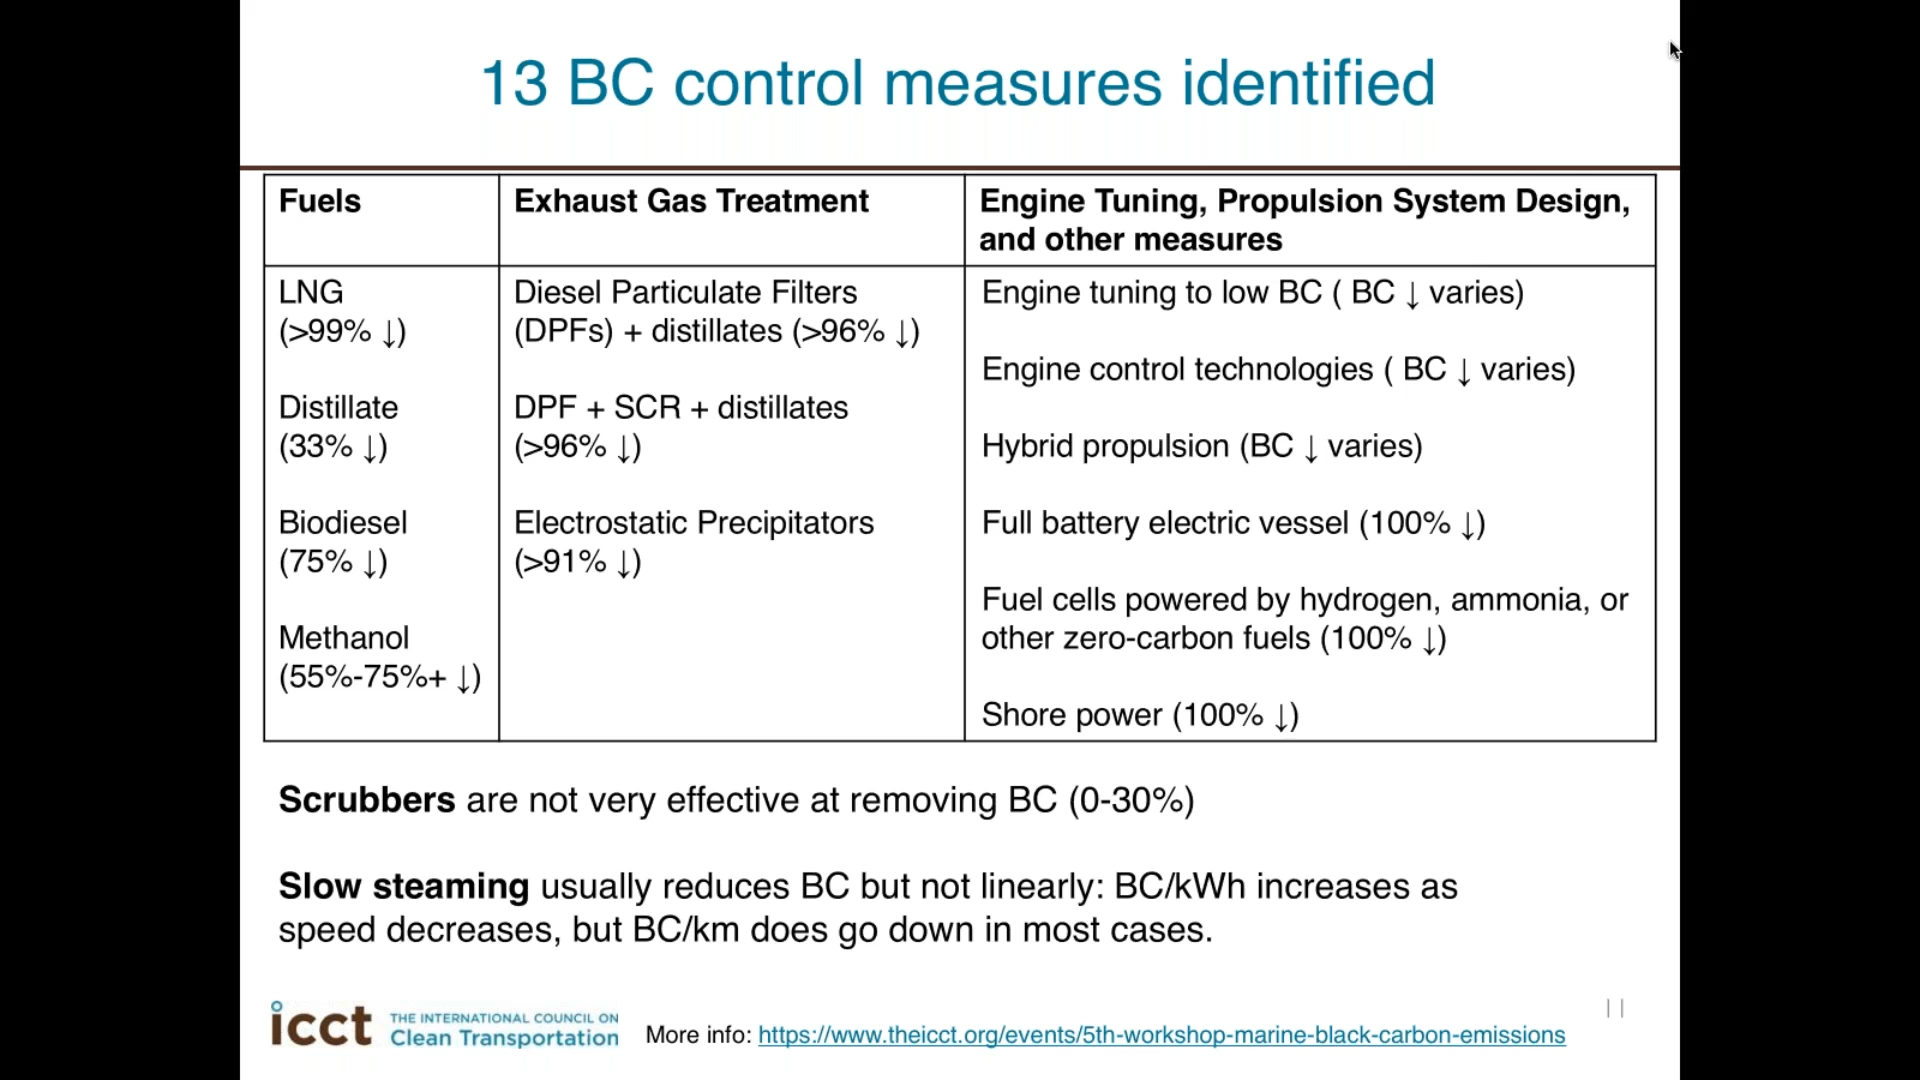 13 BC control measures identified
Fuels
LNG
(>99% ↓)
Distillate
(33% ↓)
Biodiesel
(75% ↓)
Methanol
(55%-75%+ ↓)
Exhaust Gas Treatment
Diesel Particulate Filters
(DPFs) + distillates (>96% ↓)
DPF + SCR + distillates
(>96% ↓)
Electrostatic Precipitators
(>91% ↓)
Engine Tuning, Propulsion System Design,
and other measures
Engine tuning to low BC ( BC ↓ varies)
Engine control technologies ( BC ↓ varies)
Hybrid propulsion (BC ↓ varies)
Full battery electric vessel (100% ↓)
Fuel cells powered by hydrogen, ammonia, or
other zero-carbon fuels (100% ↓)
Shore power (100% ↓)
Scrubbers are not very effective at removing BC (0-30%)
Slow steaming usually reduces BC but not linearly: BC/kWh increases as
speed decreases, but BC/km does go down in most cases.
icct THE INTERNATIONAL COUNCIL ON
Clean Transportation
More info: https://www.theicct.org/events/5th-workshop-marine-black-carbon-emissions
11